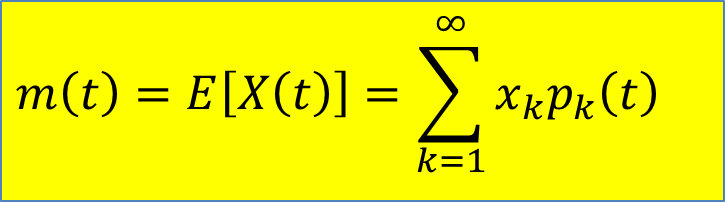 m(t) = E[X(t)] = ∑_{k=1}^{∞} x_k p_k(t)